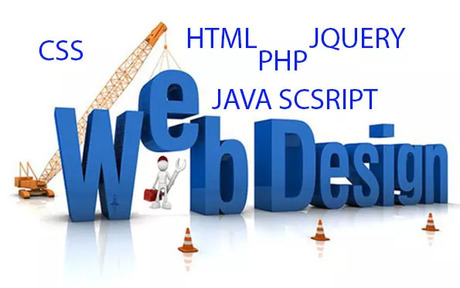 CSS
HTML
PHP
JQUERY
JAVA SCSRIPT
Web Design